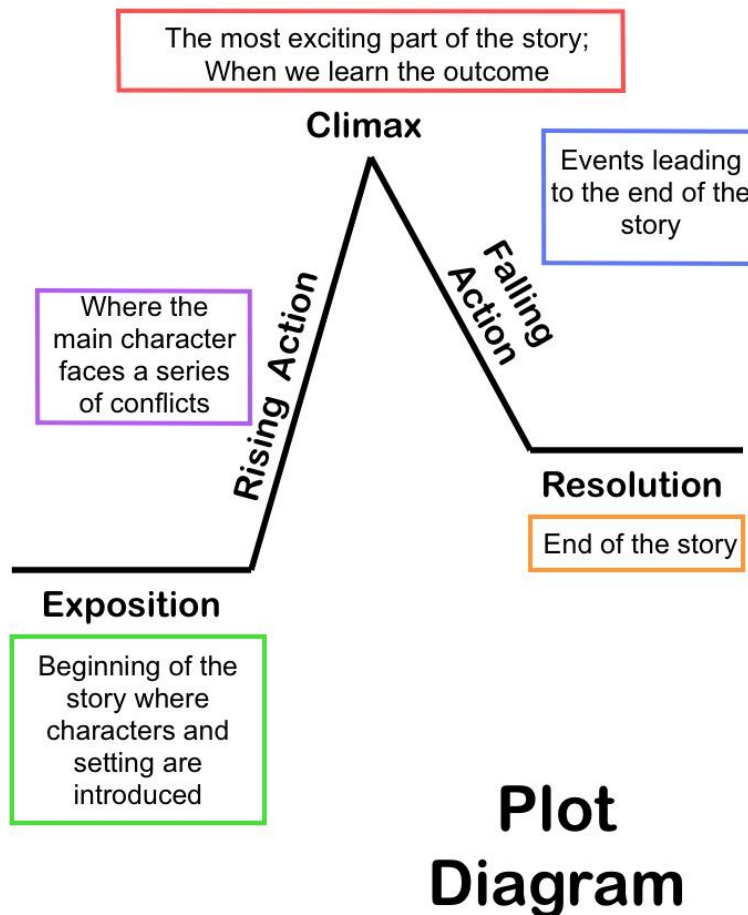 The most exciting part of the story;
When we learn the outcome
Climax
Events leading
to the end of the
story
Falling
Action
Where the
main character
faces a series
of conflicts
Rising Action
Resolution
End of the story
Exposition
Beginning of the
story where
characters and
setting are
introduced
Plot
Diagram